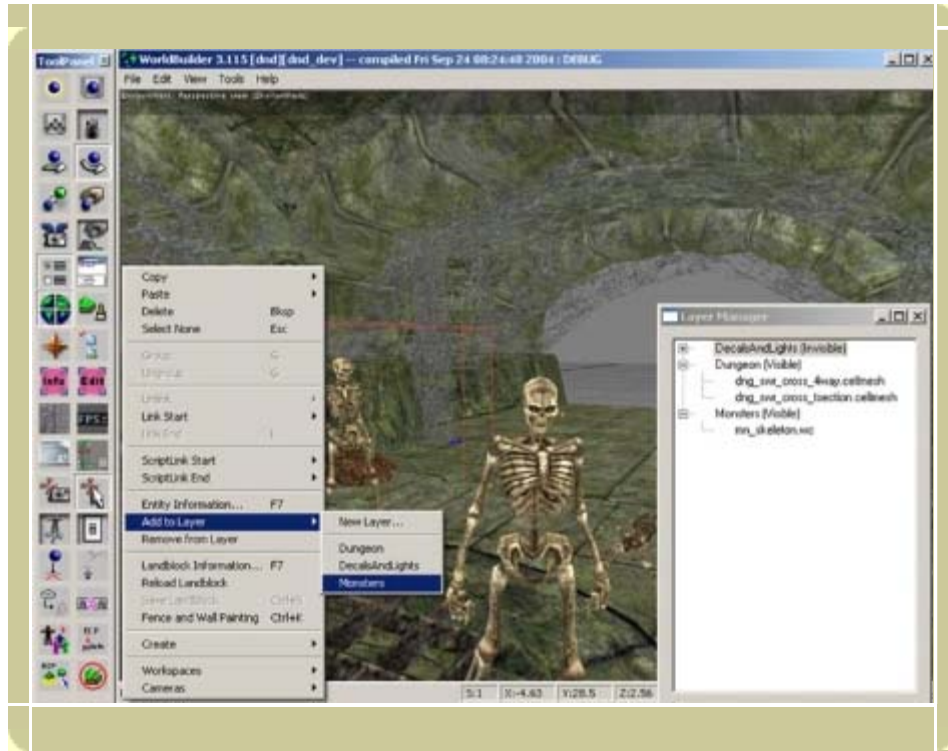 ToolPanel
WorldBuilder 3.115 [dnd][dnd_dev] -- compiled Fri Sep 24 08:24:48 2004 : DEBUG
File Edit View Tools Help
Copy
Paste
Delete Bksp
Select None Esc
Group G
Ungroup G
Unlink
Link Start
Link End L
ScriptLink Start
ScriptLink End
Entity Information... F7
Add to Layer
Remove from Layer
Landblock Information... F7
Reload Landblock
Save Landblock Ctrl+S
Fence and Wall Painting Ctrl+K
Create
Workspaces
Cameras
New Layer...
Dungeon
DecalsAndLights
Monsters
Layer Manager
DecalsAndLights (Invisible)
Dungeon (Visible)
dng_swr_cross_4way.cellmesh
dng_swr_cross_tsection.cellmesh
Monsters (Visible)
mn_skeleton.wc
Info Edit
FPS
S:1 X:-4.63 Y:28.5 Z:2.56